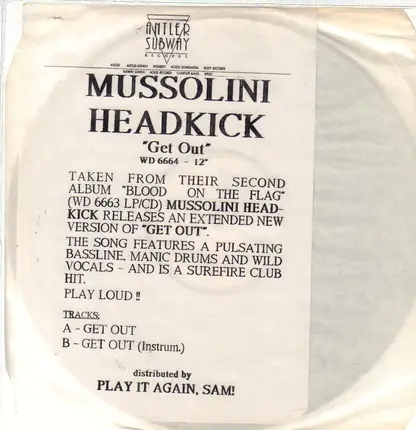 ANTLER
SUBWAY
RECORDS
MUSSOLINI
HEADKICK
"Get Out"
WD 6664 - 12"
TAKEN FROM THEIR SECOND
ALBUM "BLOOD ON THE FLAG"
(WD 6663 LP/CD) MUSSOLINI HEAD-
KICK RELEASES AN EXTENDED NEW
VERSION OF "GET OUT".
THE SONG FEATURES A PULSATING
BASSLINE, MANIC DRUMS AND WILD
VOCALS - AND IS A SUREFIRE CLUB
HIT.
PLAY LOUD !!
TRACKS:
A - GET OUT
B - GET OUT (Instrum.)
distributed by
PLAY IT AGAIN, SAM!